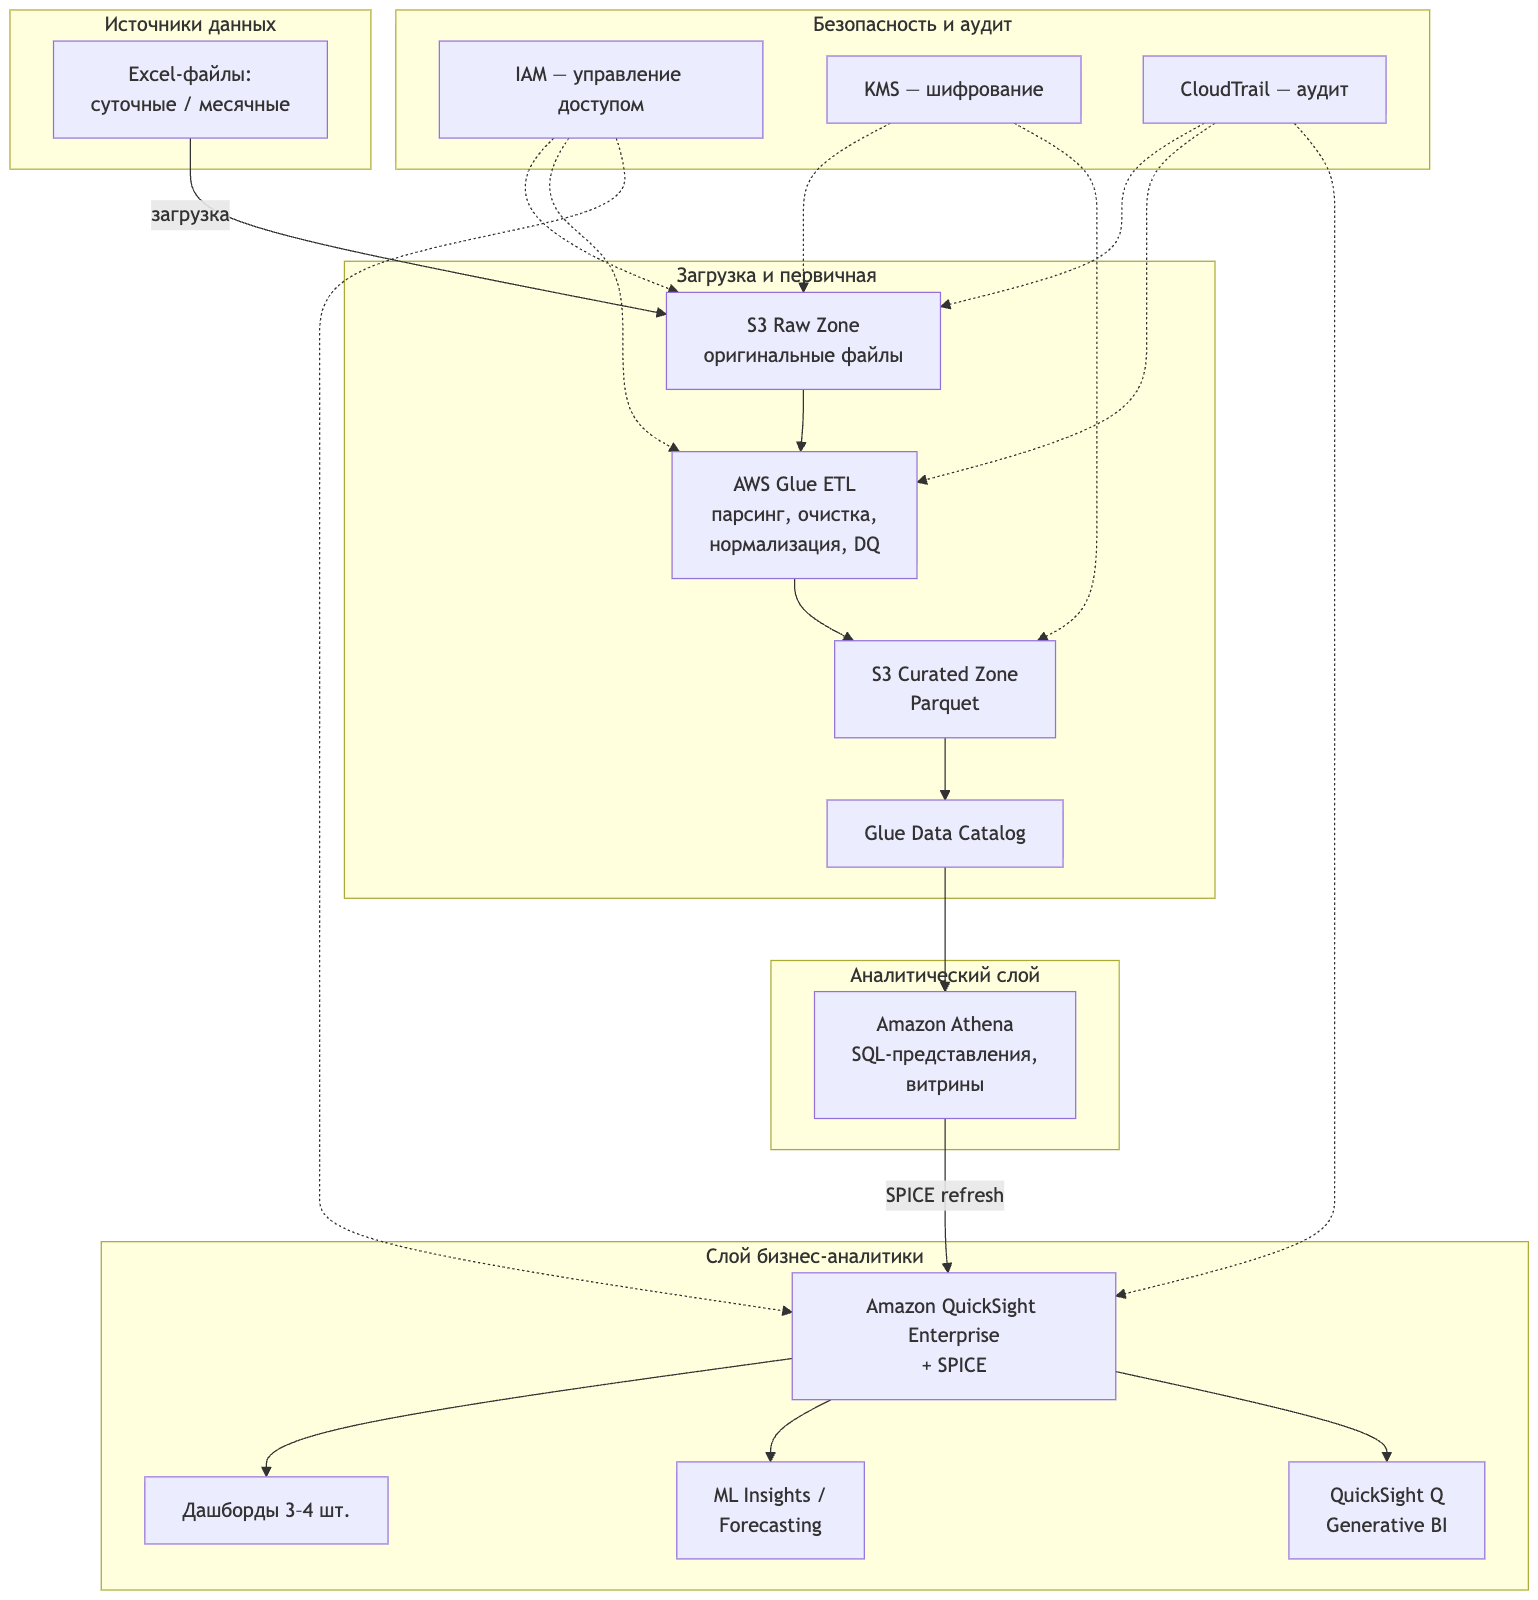 Источники данных
Excel-файлы:
суточные / месячные
Безопасность и аудит
IAM — управление
доступом
KMS — шифрование
CloudTrail — аудит
загрузка
Загрузка и первичная
S3 Raw Zone
оригинальные файлы
AWS Glue ETL
парсинг, очистка,
нормализация, DQ
S3 Curated Zone
Parquet
Glue Data Catalog
Аналитический слой
Amazon Athena
SQL-представления,
витрины
SPICE refresh
Слой бизнес-аналитики
Amazon QuickSight
Enterprise
+ SPICE
Дашборды 3–4 шт.
ML Insights /
Forecasting
QuickSight Q
Generative BI